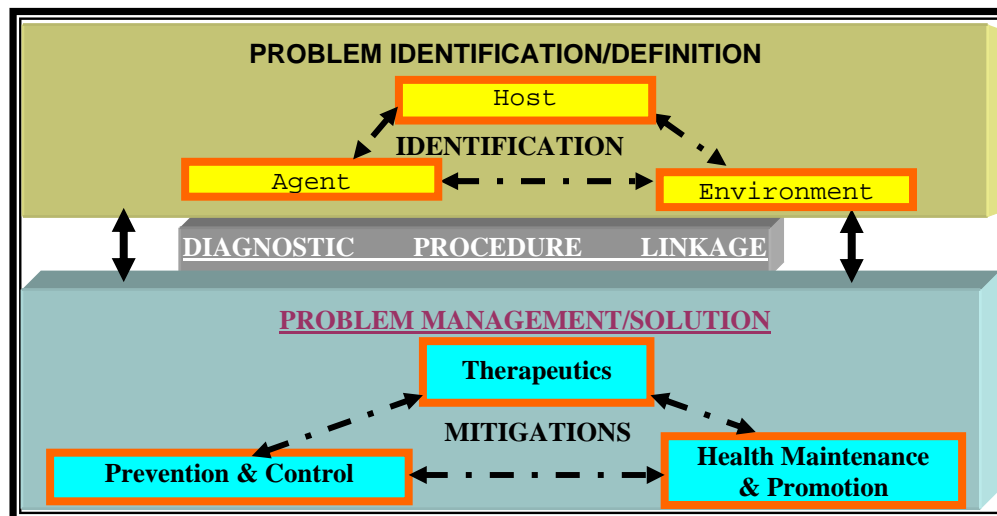 PROBLEM IDENTIFICATION/DEFINITION
Host
IDENTIFICATION
Agent
Environment
DIAGNOSTIC PROCEDURE LINKAGE
PROBLEM MANAGEMENT/SOLUTION
Therapeutics
MITIGATIONS
Prevention & Control
Health Maintenance
& Promotion